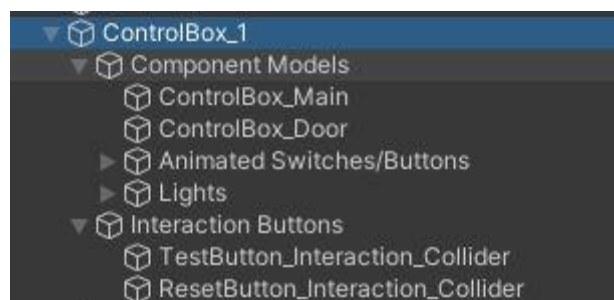 ControlBox_1
Component Models
ControlBox_Main
ControlBox_Door
Animated Switches/Buttons
Lights
Interaction Buttons
TestButton_Interaction_Collider
ResetButton_Interaction_Collider